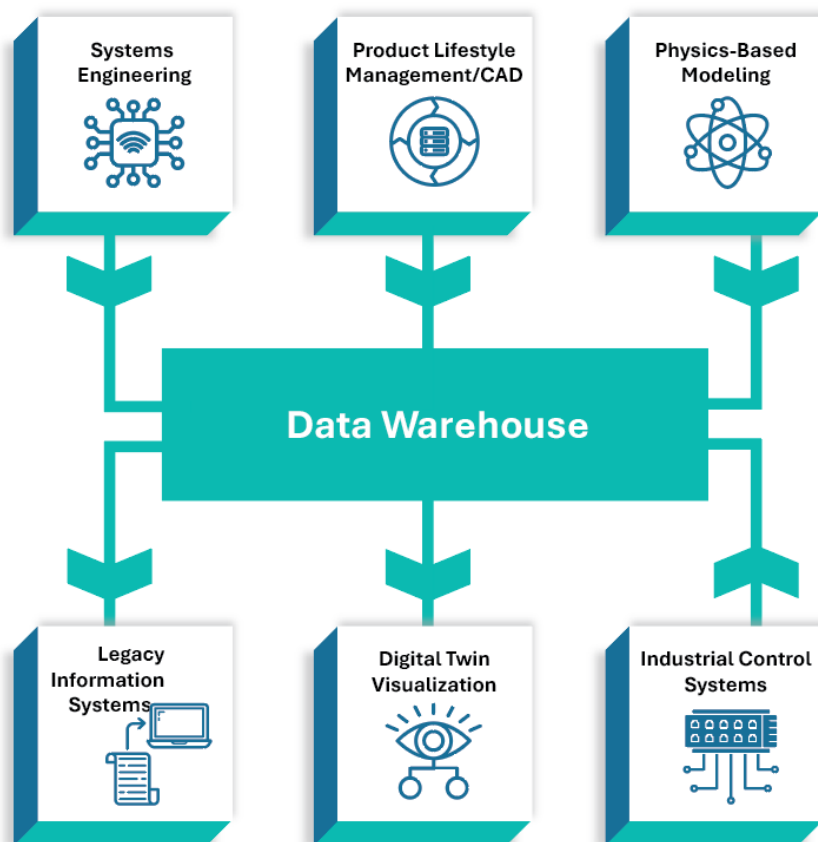 Systems
Engineering
Product Lifestyle
Management/CAD
Physics-Based
Modeling
Data Warehouse
Legacy
Information
Systems
Digital Twin
Visualization
Industrial Control
Systems